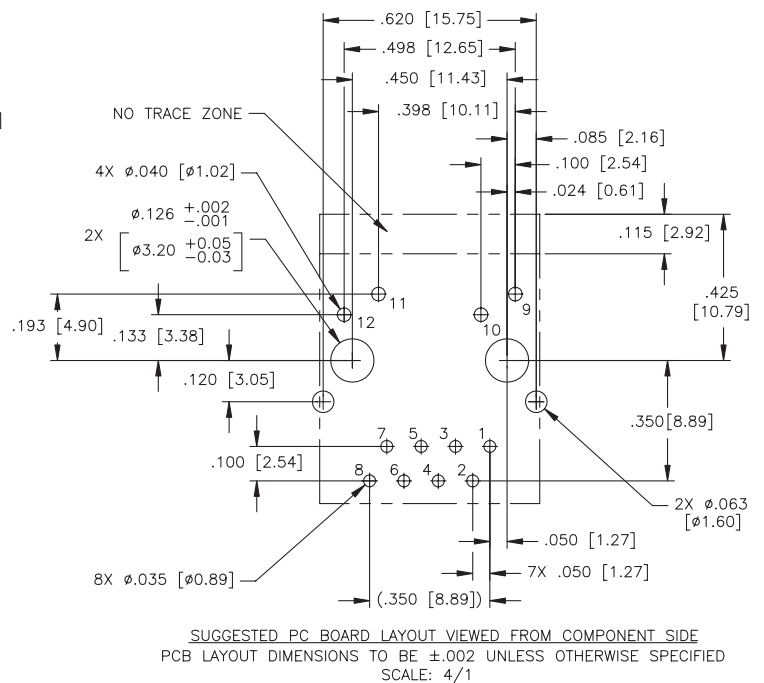 .620 [15.75]
.498 [12.65]
.450 [11.43]
NO TRACE ZONE
.398 [10.11]
.085 [2.16]
4X ø.040 [ø1.02]
.100 [2.54]
.024 [0.61]
ø.126 +.002 -.001
2X [ø3.20 +0.05 -0.03]
.115 [2.92]
11
9
.425
[10.79]
.193 [4.90]
12
10
.133 [3.38]
.120 [3.05]
.350[8.89]
7 5 3 1
.100 [2.54]
8 6 4 2
2X ø.063
[ø1.60]
.050 [1.27]
8X ø.035 [ø0.89]
7X .050 [1.27]
(.350 [8.89])
SUGGESTED PC BOARD LAYOUT VIEWED FROM COMPONENT SIDE
PCB LAYOUT DIMENSIONS TO BE ±.002 UNLESS OTHERWISE SPECIFIED
SCALE: 4/1